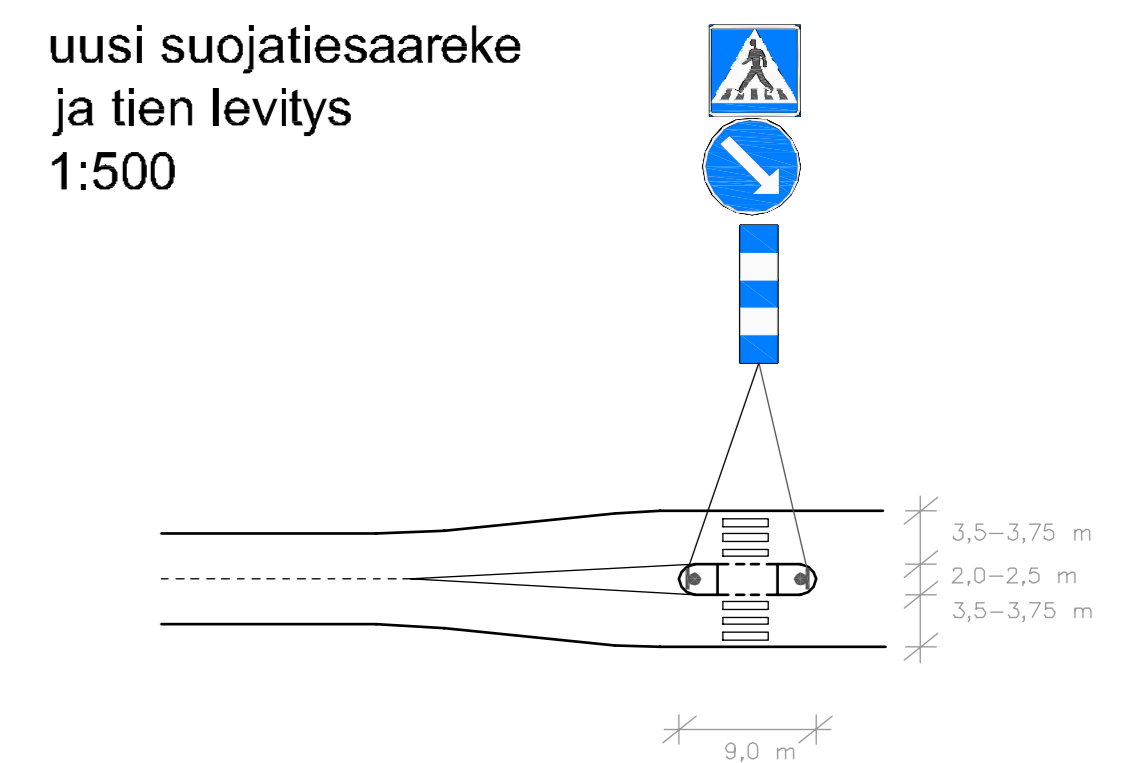 uusi suojatiesaareke
ja tien levitys
1:500
3,5-3,75 m
2,0-2,5 m
3,5-3,75 m
9,0 m